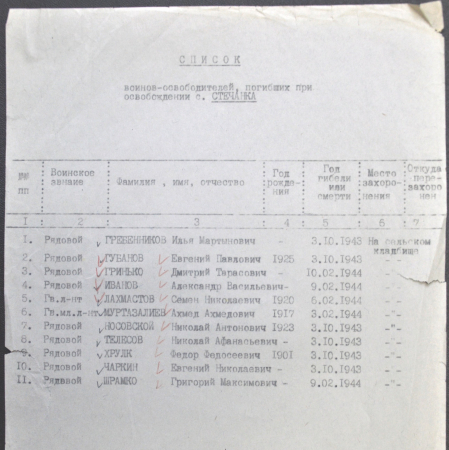 СПИСОК
воинов-освободителей, погибших при
освобождении с. СТЕЧАНКА
№№ пп Воинское звание Фамилия, имя, отчество Год рождения Год гибели или смерти Место захоронения Откуда перезахоронен
1 2 3 4 5 6 7
1. Рядовой ГРЕБЕННИКОВ Илья Мартынович - 3.10.1943 На сельском кладбище
2. Рядовой ГУБАНОВ Евгений Павлович 1925 3.10.1943 -"-
3. Рядовой ГРИНЬКО Дмитрий Тарасович - 10.02.1944 -"-
4. Рядовой ИВАНОВ Александр Васильевич - 9.02.1944 -"-
5. Гв.л-нт ЛАХМАСТОВ Семен Николаевич 1920 6.02.1944 -"-
6. Гв.мл.л-нт МУРТАЗАЛИЕВ Ахмед Ахмедович 1917 3.02.1944 -"-
7. Рядовой НОСОВСКОЙ Николай Антонович 1923 3.10.1943 -"-
8. Рядовой ТЕЛЕСОВ Николай Афанасьевич - 3.10.1943 -"-
9. Рядовой ХРУДК Федор Федосеевич 1901 3.10.1943 -"-
10. Рядовой ЧАРКИН Евгений Николаевич - 3.10.1943 -"-
11. Рядовой ШРАМКО Григорий Максимович - 9.02.1944 -"-